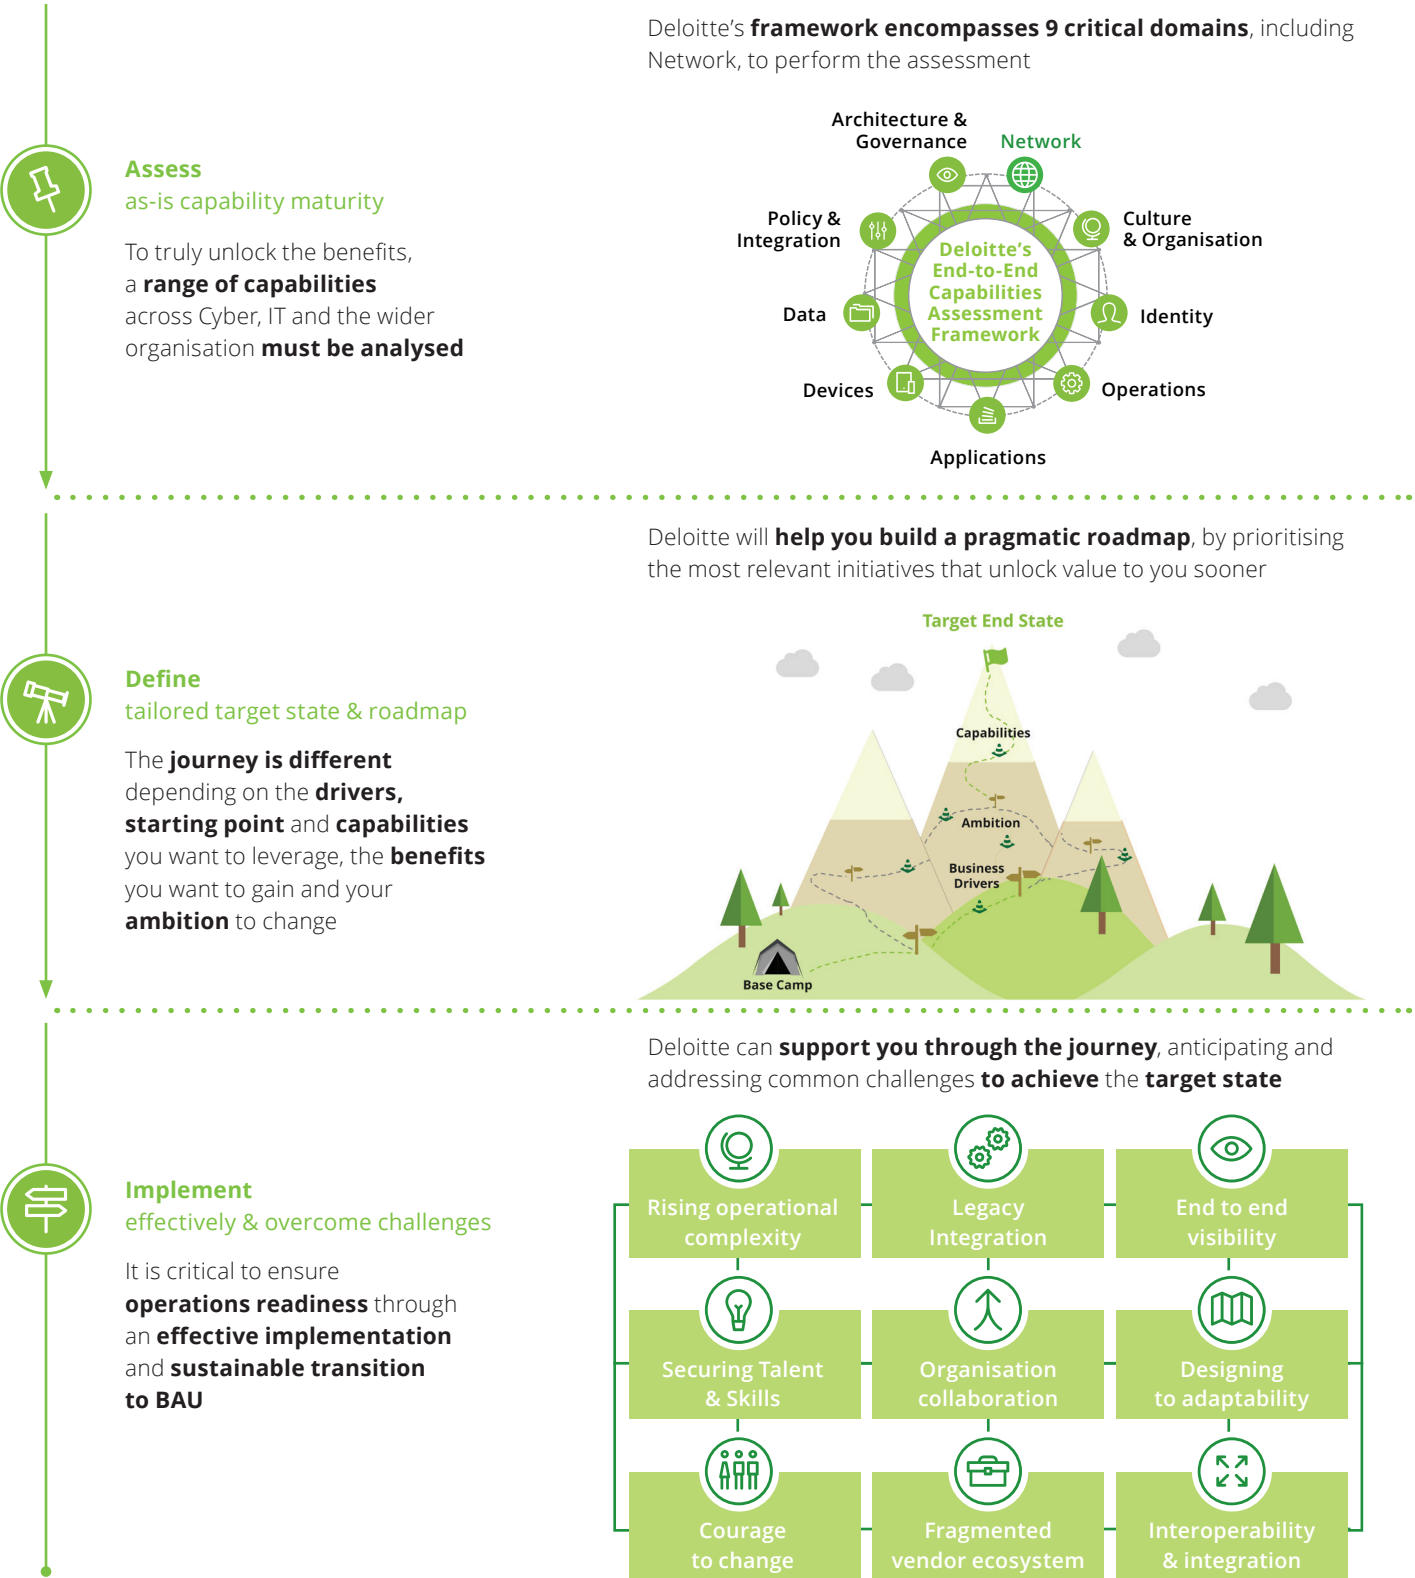 Deloitte's framework encompasses 9 critical domains, including
Network, to perform the assessment
Assess
as-is capability maturity
To truly unlock the benefits,
a range of capabilities
across Cyber, IT and the wider
organisation must be analysed
Architecture &
Governance
Network
Policy &
Integration
Culture
& Organisation
Data
Identity
Devices
Operations
Applications
Deloitte's
End-to-End
Capabilities
Assessment
Framework
Deloitte will help you build a pragmatic roadmap, by prioritising
the most relevant initiatives that unlock value to you sooner
Define
tailored target state & roadmap
The journey is different
depending on the drivers,
starting point and capabilities
you want to leverage, the benefits
you want to gain and your
ambition to change
Target End State
Capabilities
Ambition
Business
Drivers
Base Camp
Deloitte can support you through the journey, anticipating and
addressing common challenges to achieve the target state
Implement
effectively & overcome challenges
It is critical to ensure
operations readiness through
an effective implementation
and sustainable transition
to BAU
Rising operational
complexity
Legacy
Integration
End to end
visibility
Securing Talent
& Skills
Organisation
collaboration
Designing
to adaptability
Courage
to change
Fragmented
vendor ecosystem
Interoperability
& integration